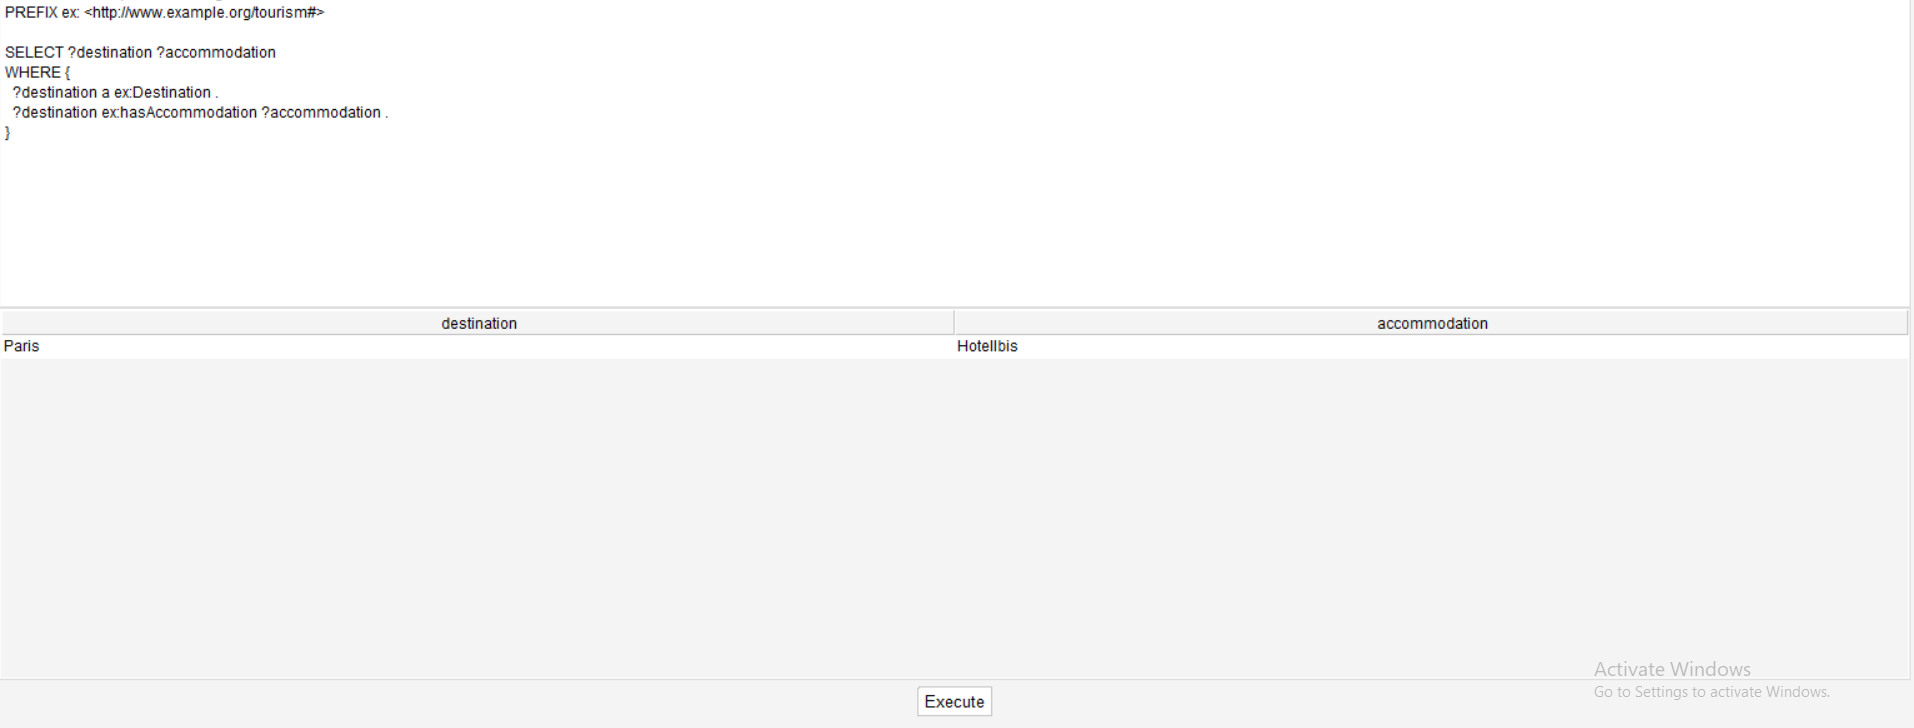 PREFIX ex: <http://www.example.org/tourism#>
SELECT ?destination ?accommodation
WHERE {
?destination a ex:Destination .
?destination ex:hasAccommodation ?accommodation .
}
destination accommodation
Paris HotelIbis
Activate Windows
Go to Settings to activate Windows.
Execute